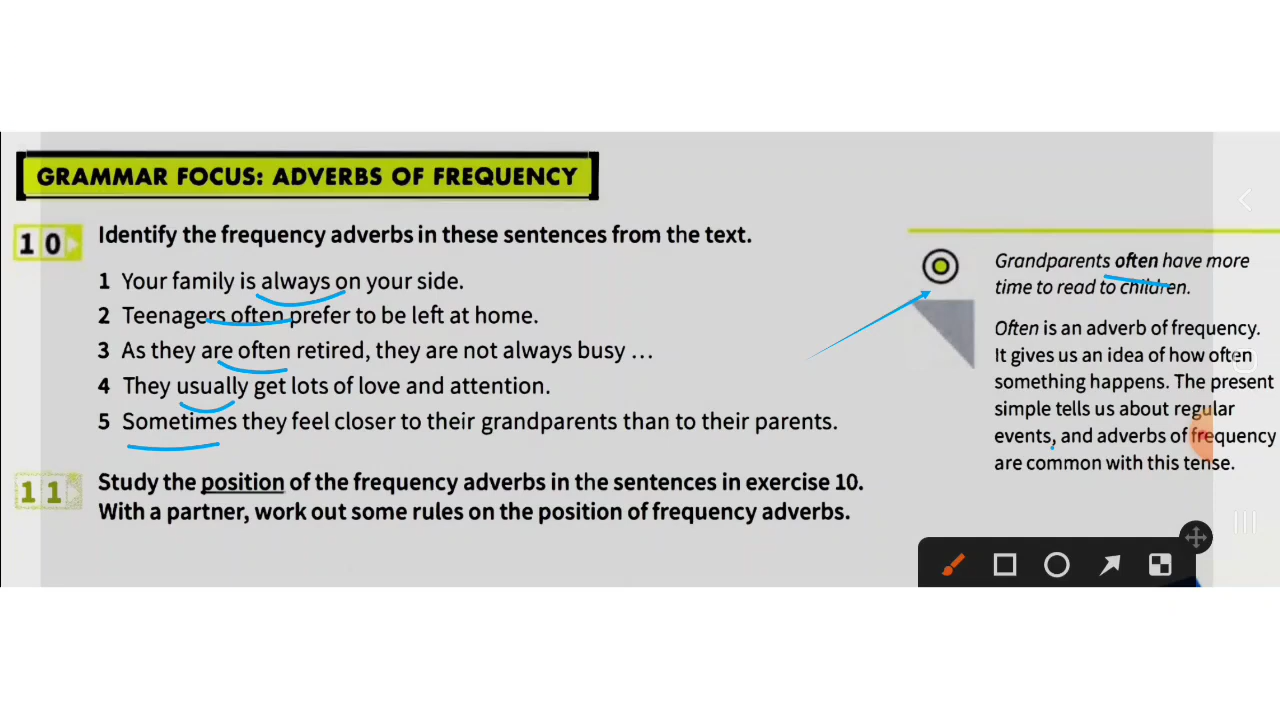 GRAMMAR FOCUS: ADVERBS OF FREQUENCY
10 Identify the frequency adverbs in these sentences from the text.
1 Your family is always on your side.
2 Teenagers often prefer to be left at home.
3 As they are often retired, they are not always busy …
4 They usually get lots of love and attention.
5 Sometimes they feel closer to their grandparents than to their parents.
11 Study the position of the frequency adverbs in the sentences in exercise 10.
With a partner, work out some rules on the position of frequency adverbs.
Grandparents often have more
time to read to children.
Often is an adverb of frequency.
It gives us an idea of how often
something happens. The present
simple tells us about regular
events, and adverbs of frequency
are common with this tense.